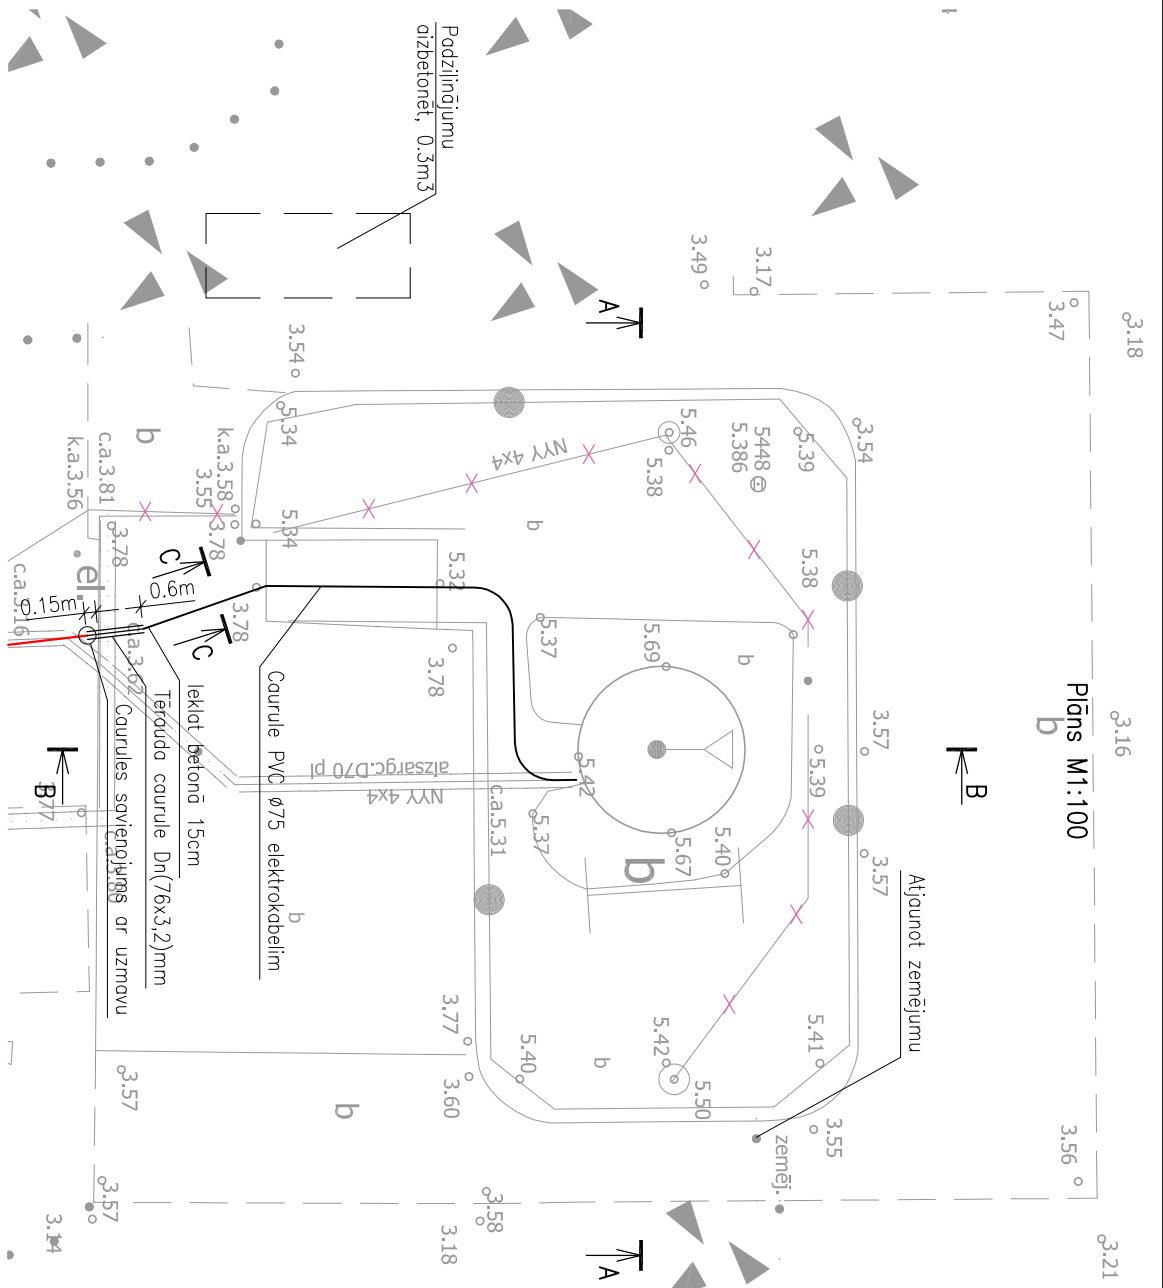 Plāns M1:100
Padziļinājumu
aizbetonēt, 0.3m3
Atjaunot zemējumu
Caurule PVC ø75 elektrokabelim
Ieklat betonā 15cm
Tērauda caurule Dn(76x3,2)mm
Caurules savienojums ar uzmavu
0.15m
0.6m
A
A
B
B
C
C
NYY 4x4
NYY 4x4
aizsargc.D70 pl
zemēj.
el.
b
b
b
b
b
b
b
b
3.49
3.17
3.47
3.18
3.54
5.34
5.46
5.38
5448
5.386
5.39
3.54
k.a.3.58
3.55
c.a.3.81
k.a.3.56
3.78
3.78
5.34
5.32
5.38
3.78
3.78
5.37
5.69
c.a.3.16
c.a.3.62
3.16
3.57
5.39
5.42
c.a.5.31
5.37
5.67
5.40
3.57
3.77
3.77
5.40
3.60
5.42
5.50
5.41
3.55
3.56
3.57
3.57
3.58
3.18
3.14
3.21